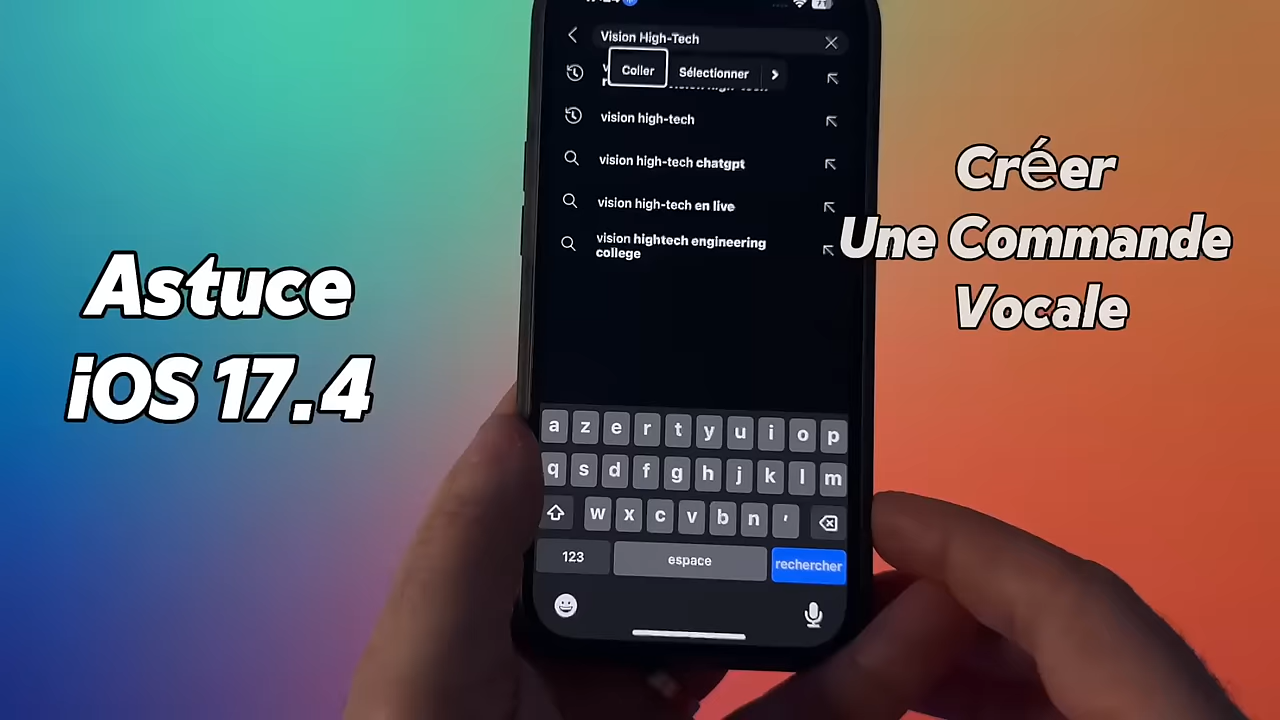 Astuce
iOS 17.4
Vision High-Tech
Coller
Sélectionner
vision high-tech
vision high-tech chatgpt
vision high-tech en live
vision hightech engineering
college
a z e r t y u i o p
q s d f g h j k l m
w x c v b n '
123
espace
rechercher
Créer
Une Commande
Vocale